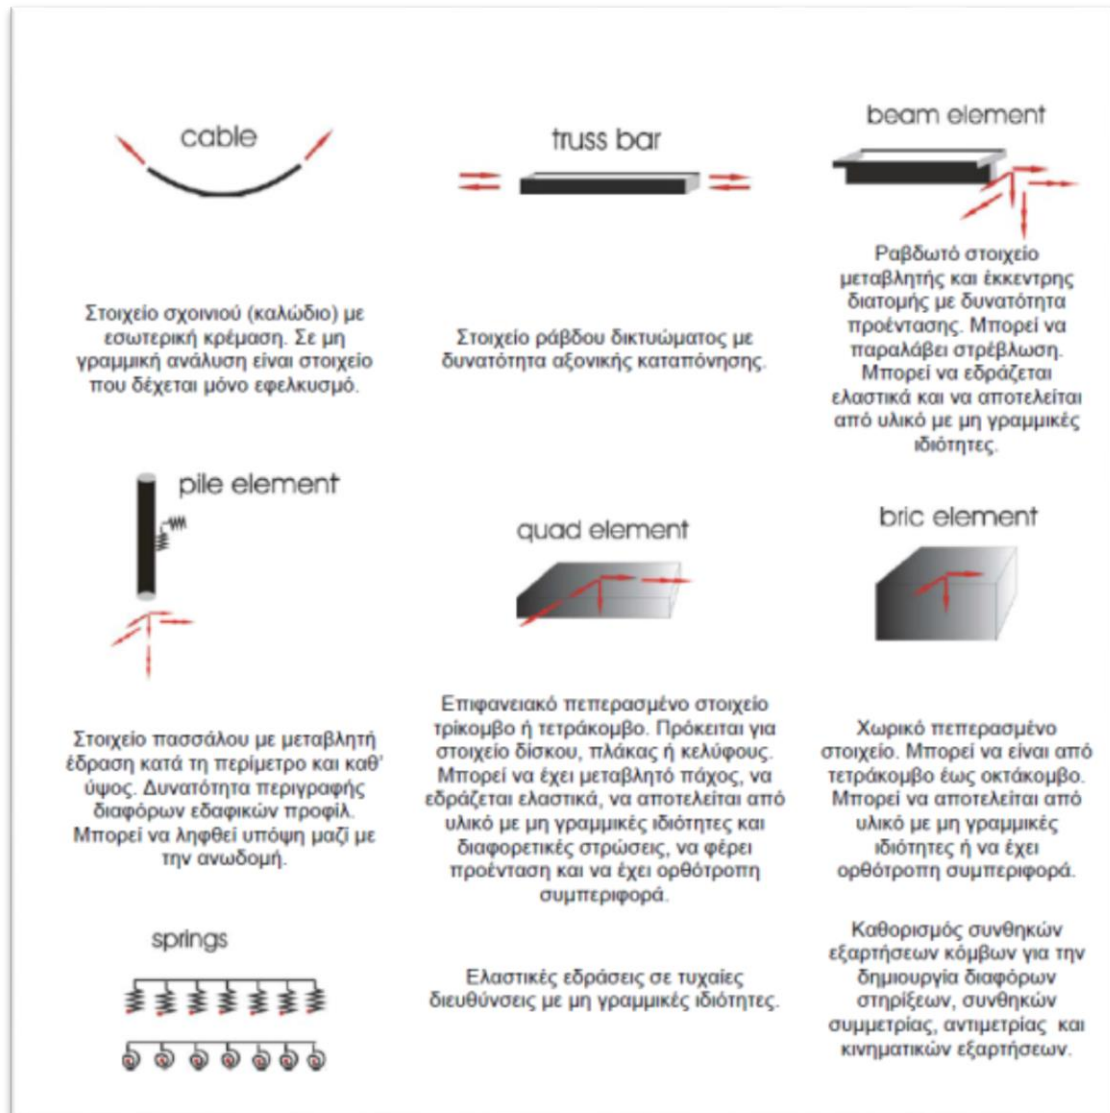 cable
Στοιχείο σχοινιού (καλώδιο) με
εσωτερική κρέμαση. Σε μη
γραμμική ανάλυση είναι στοιχείο
που δέχεται μόνο εφελκυσμό.
truss bar
Στοιχείο ράβδου δικτυώματος με
δυνατότητα αξονικής καταπόνησης.
beam element
Ραβδωτό στοιχείο
μεταβλητής και έκκεντρης
διατομής με δυνατότητα
προέντασης. Μπορεί να
παραλάβει στρέβλωση.
Μπορεί να εδράζεται
ελαστικά και να αποτελείται
από υλικό με μη γραμμικές
ιδιότητες.
pile element
Στοιχείο πασσάλου με μεταβλητή
έδραση κατά τη περίμετρο και καθ'
ύψος. Δυνατότητα περιγραφής
διαφόρων εδαφικών προφίλ.
Μπορεί να ληφθεί υπόψη μαζί με
την ανωδομή.
quad element
Επιφανειακό πεπερασμένο στοιχείο
τρίκομβο ή τετράκομβο. Πρόκειται για
στοιχείο δίσκου, πλάκας ή κελύφους.
Μπορεί να έχει μεταβλητό πάχος, να
εδράζεται ελαστικά, να αποτελείται από
υλικό με μη γραμμικές ιδιότητες και
διαφορετικές στρώσεις, να φέρει
προένταση και να έχει ορθότροπη
συμπεριφορά.
bric element
Χωρικό πεπερασμένο
στοιχείο. Μπορεί να είναι από
τετράκομβο έως οκτάκομβο.
Μπορεί να αποτελείται από
υλικό με μη γραμμικές
ιδιότητες ή να έχει
ορθότροπη συμπεριφορά.
springs
Ελαστικές εδράσεις σε τυχαίες
διευθύνσεις με μη γραμμικές ιδιότητες.
Καθορισμός συνθηκών
εξαρτήσεων κόμβων για την
δημιουργία διαφόρων
στηρίξεων, συνθηκών
συμμετρίας, αντιμετρίας και
κινηματικών εξαρτήσεων.